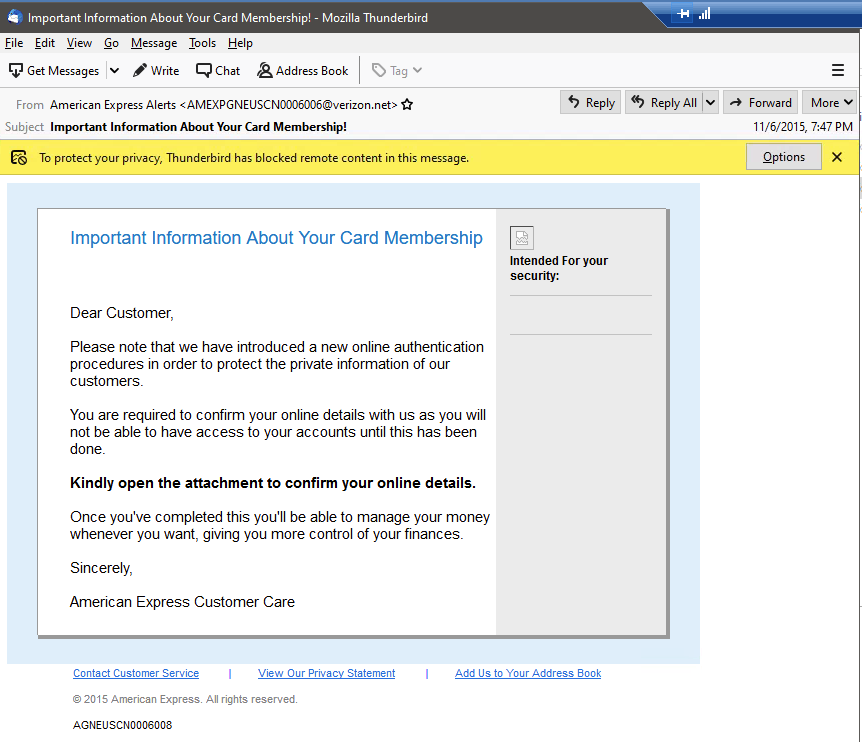 Important Information About Your Card Membership! - Mozilla Thunderbird
File Edit View Go Message Tools Help
Get Messages Write Chat Address Book Tag
From American Express Alerts <AMEXPGNEUSCN0006006@verizon.net> Reply Reply All Forward More
Subject Important Information About Your Card Membership! 11/6/2015, 7:47 PM
To protect your privacy, Thunderbird has blocked remote content in this message. Options
Important Information About Your Card Membership
Intended For your
security:
Dear Customer,
Please note that we have introduced a new online authentication
procedures in order to protect the private information of our
customers.
You are required to confirm your online details with us as you will
not be able to have access to your accounts until this has been
done.
Kindly open the attachment to confirm your online details.
Once you've completed this you'll be able to manage your money
whenever you want, giving you more control of your finances.
Sincerely,
American Express Customer Care
Contact Customer Service | View Our Privacy Statement | Add Us to Your Address Book
© 2015 American Express. All rights reserved.
AGNEUSCN0006008